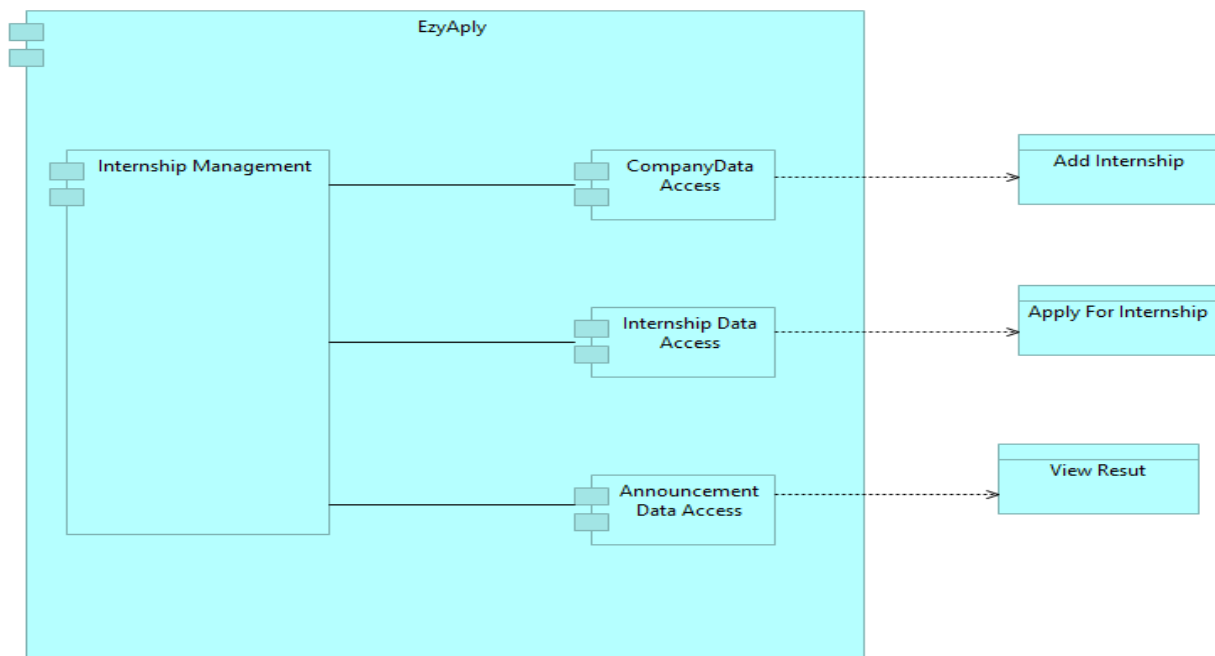 EzyAply
Internship Management
CompanyData
Access
Add Internship
Internship Data
Access
Apply For Internship
Announcement
Data Access
View Resut